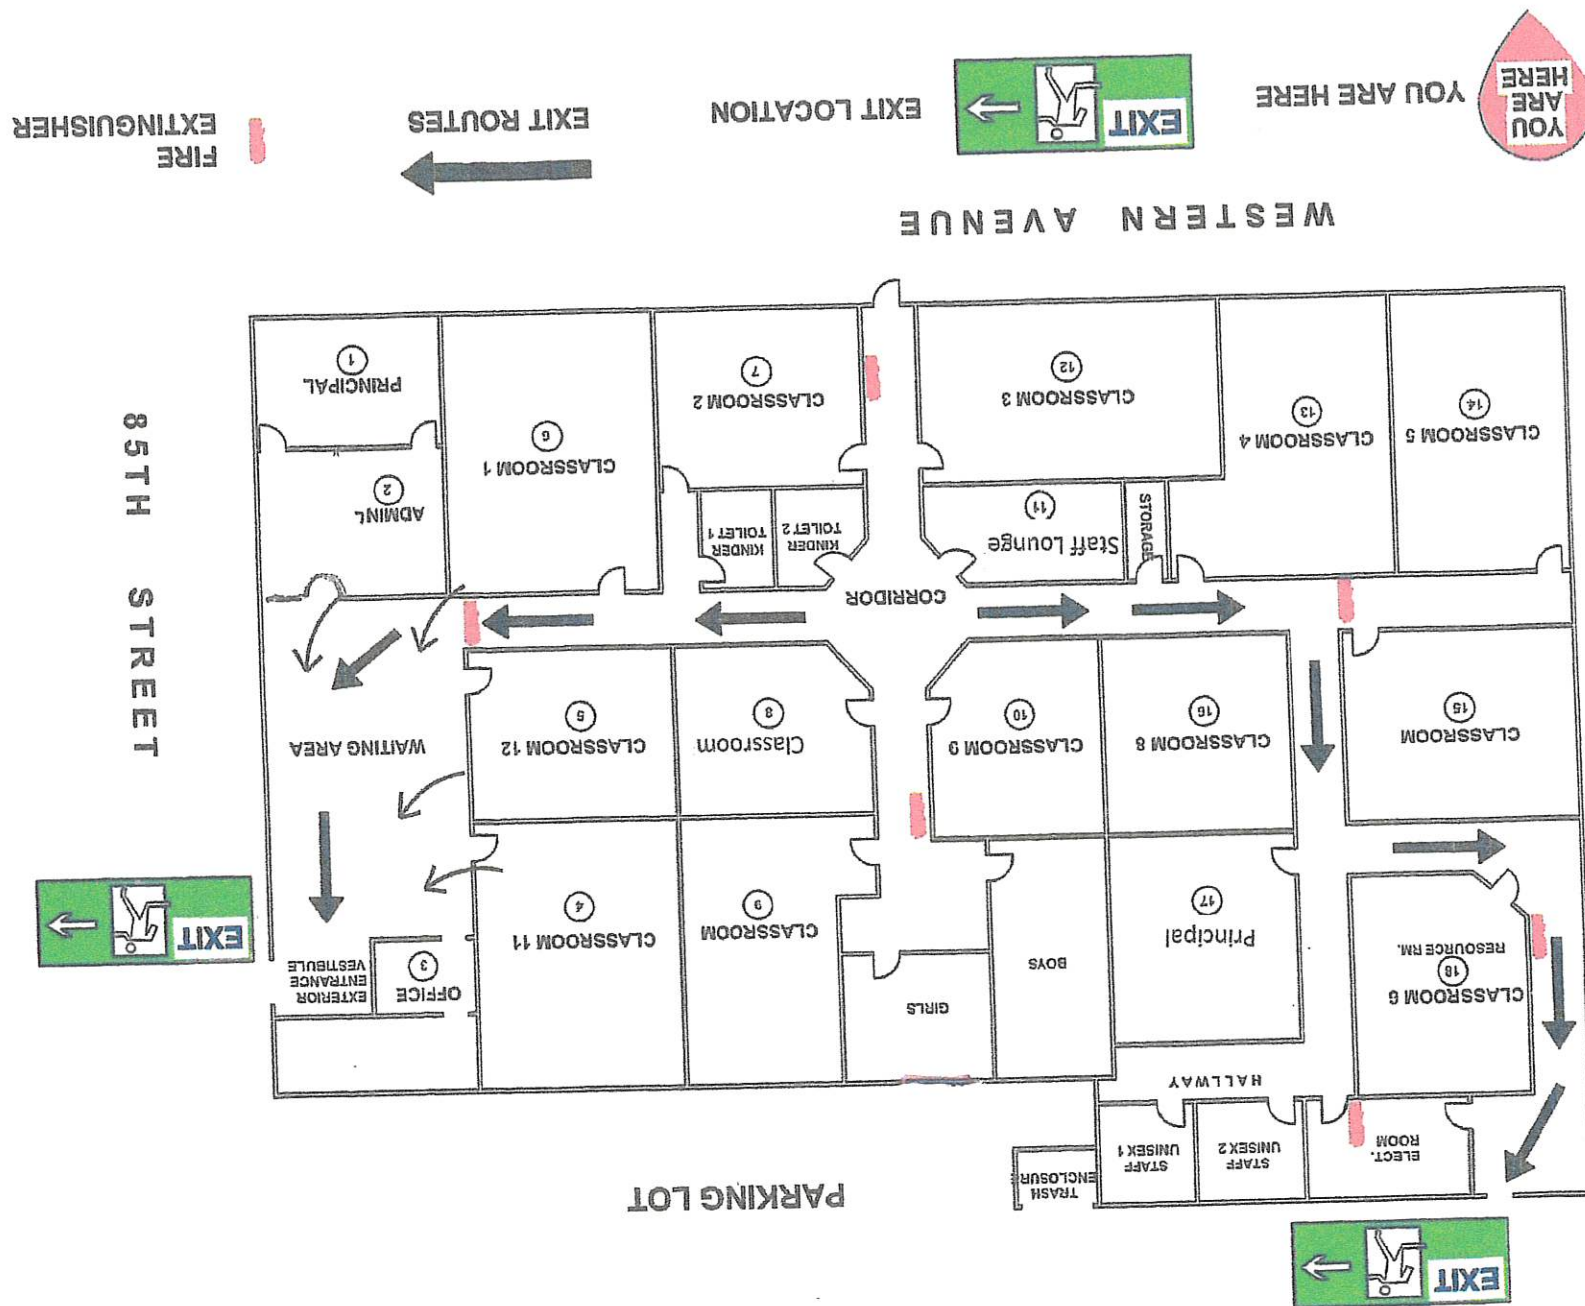 EXIT
PARKING LOT
ELECT.
ROOM
STAFF
UNISEX 2
STAFF
UNISEX 1
TRASH
ENCLOSURE
HALLWAY
CLASSROOM 6
18
RESOURCE RM.
Principal
17
BOYS
GIRLS
CLASSROOM
9
CLASSROOM 11
4
OFFICE
3
EXTERIOR
ENTRANCE
VESTIBULE
EXIT
CLASSROOM
15
CLASSROOM 8
16
CLASSROOM 9
10
Classroom
8
CLASSROOM 12
5
WAITING AREA
85TH STREET
CORRIDOR
CLASSROOM 5
14
CLASSROOM 4
13
STORAGE
Staff Lounge
11
CLASSROOM 3
12
KINDER
TOILET 2
KINDER
TOILET 1
CLASSROOM 2
7
CLASSROOM 1
6
ADMIN'L
2
PRINCIPAL
1
WESTERN AVENUE
YOU
ARE
HERE
YOU ARE HERE
EXIT
EXIT LOCATION
EXIT ROUTES
FIRE
EXTINGUISHER